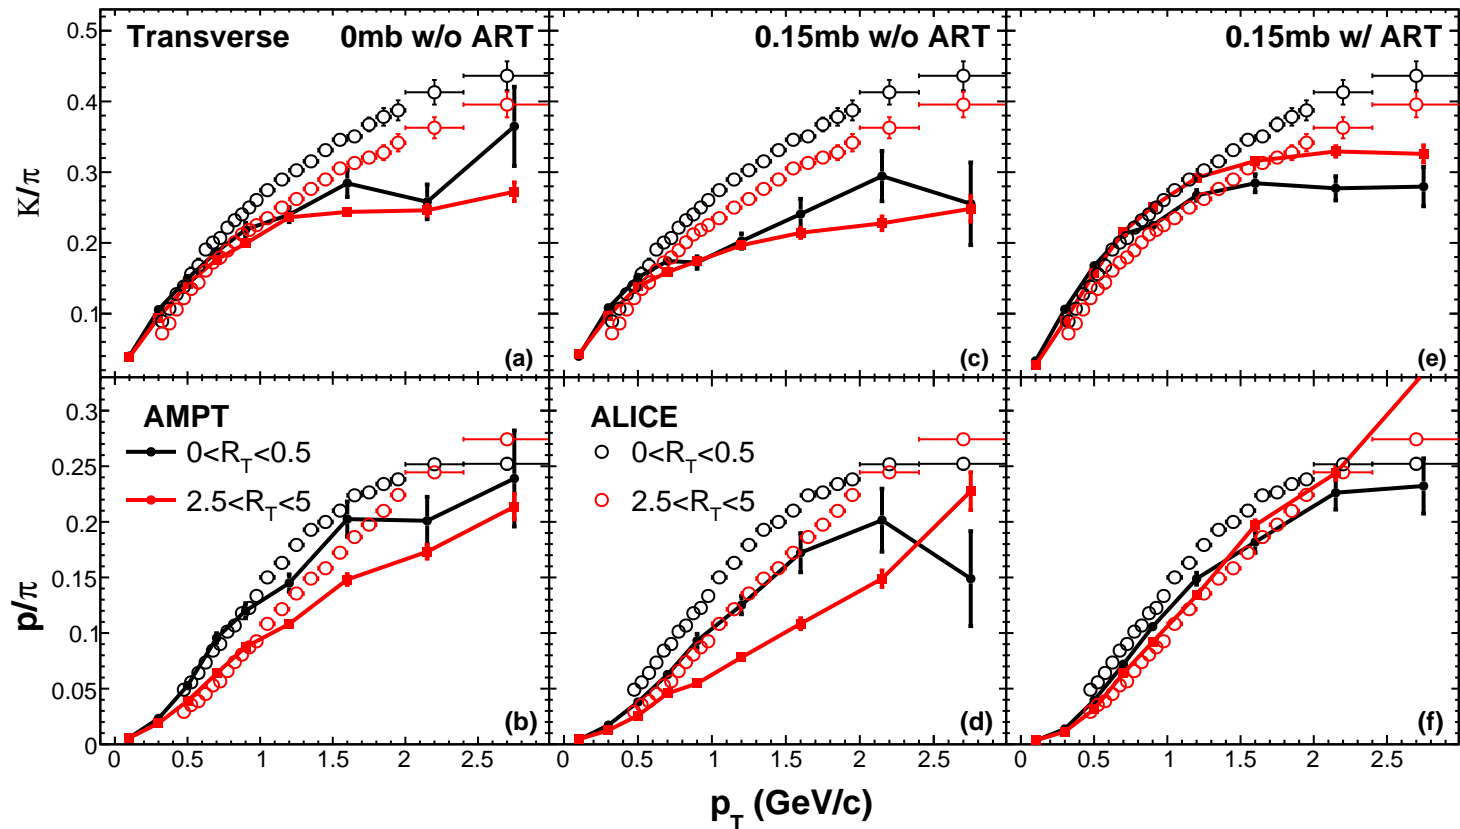 Transverse 0mb w/o ART
0.15mb w/o ART
0.15mb w/ ART
0.5
0.4
0.3
0.2
0.1
K/π
(a)
(c)
(e)
AMPT
0<R_T<0.5
2.5<R_T<5
ALICE
0<R_T<0.5
2.5<R_T<5
0.3
0.25
0.2
0.15
0.1
0.05
0
p/π
(b)
(d)
(f)
0 0.5 1 1.5 2 2.5
0 0.5 1 1.5 2 2.5
0 0.5 1 1.5 2 2.5
p_T (GeV/c)